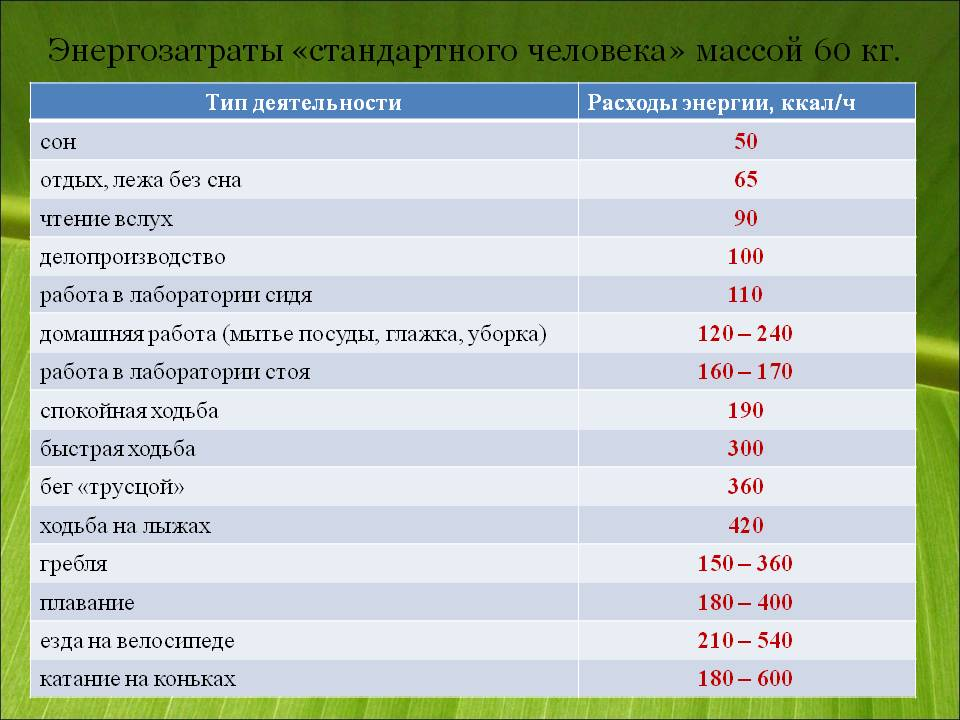 Энергозатраты «стандартного человека» массой 60 кг.
Тип деятельности Расходы энергии, ккал/ч
сон 50
отдых, лежа без сна 65
чтение вслух 90
делопроизводство 100
работа в лаборатории сидя 110
домашняя работа (мытье посуды, глажка, уборка) 120 – 240
работа в лаборатории стоя 160 – 170
спокойная ходьба 190
быстрая ходьба 300
бег «трусцой» 360
ходьба на лыжах 420
гребля 150 – 360
плавание 180 – 400
езда на велосипеде 210 – 540
катание на коньках 180 – 600